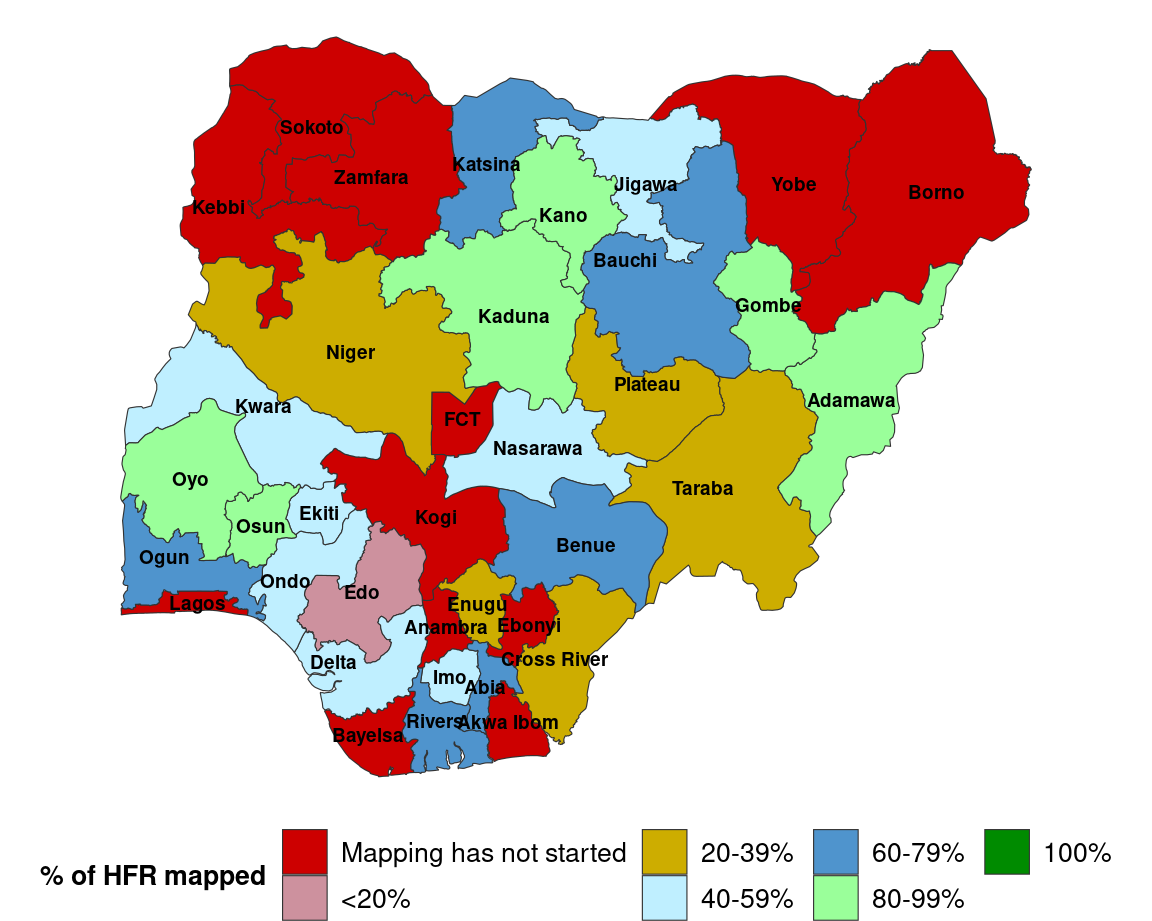 Sokoto
Katsina
Zamfara
Jigawa
Yobe
Borno
Kebbi
Kano
Bauchi
Gombe
Kaduna
Niger
Plateau
Adamawa
Kwara
FCT
Nasarawa
Oyo
Taraba
Ekiti
Kogi
Osun
Benue
Ogun
Ondo
Edo
Lagos
Enugu
Anambra
Ebonyi
Cross River
Delta
Imo
Abia
Rivers
Akwa Ibom
Bayelsa
% of HFR mapped
Mapping has not started
<20%
20-39%
40-59%
60-79%
80-99%
100%